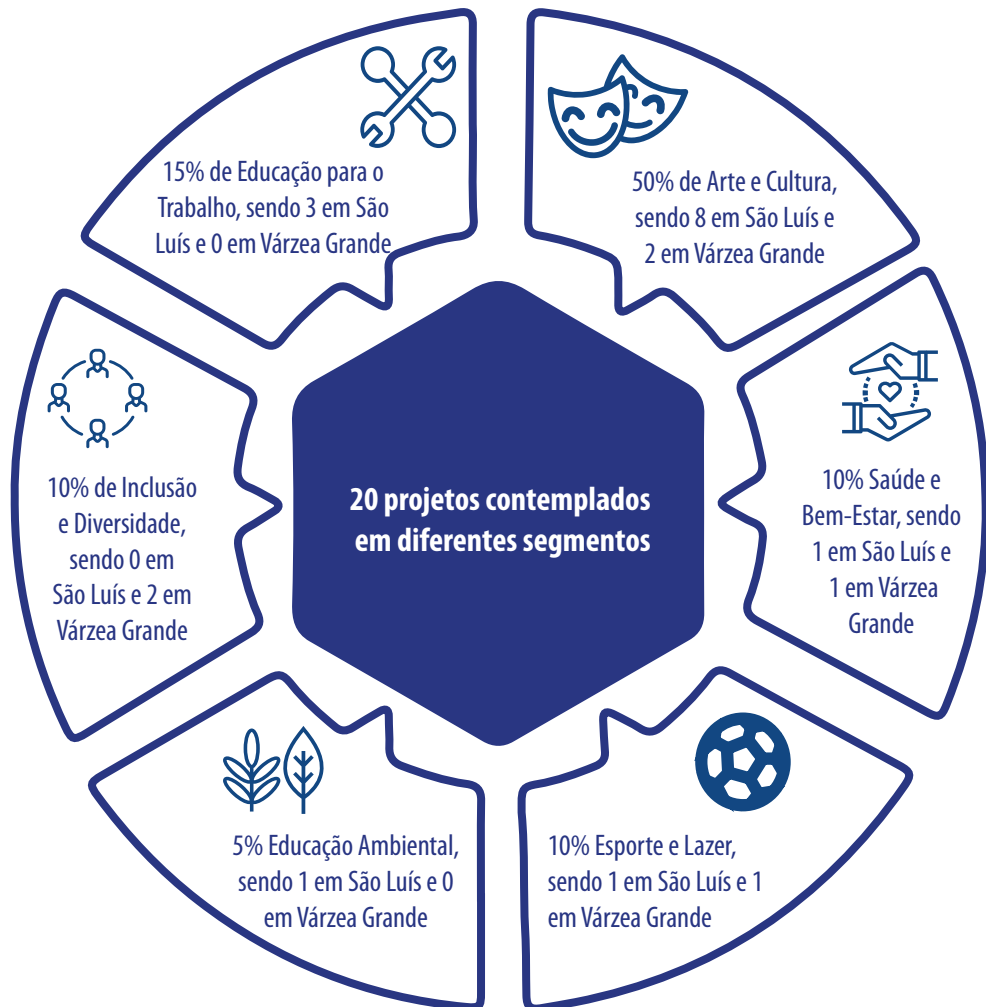 15% de Educação para o
Trabalho, sendo 3 em São
Luís e 0 em Várzea Grande
50% de Arte e Cultura,
sendo 8 em São Luís e
2 em Várzea Grande
10% de Inclusão
e Diversidade,
sendo 0 em
São Luís e 2 em
Várzea Grande
20 projetos contemplados
em diferentes segmentos
10% Saúde e
Bem-Estar, sendo
1 em São Luís e
1 em Várzea
Grande
5% Educação Ambiental,
sendo 1 em São Luís e 0
em Várzea Grande
10% Esporte e Lazer,
sendo 1 em São Luís e 1
em Várzea Grande